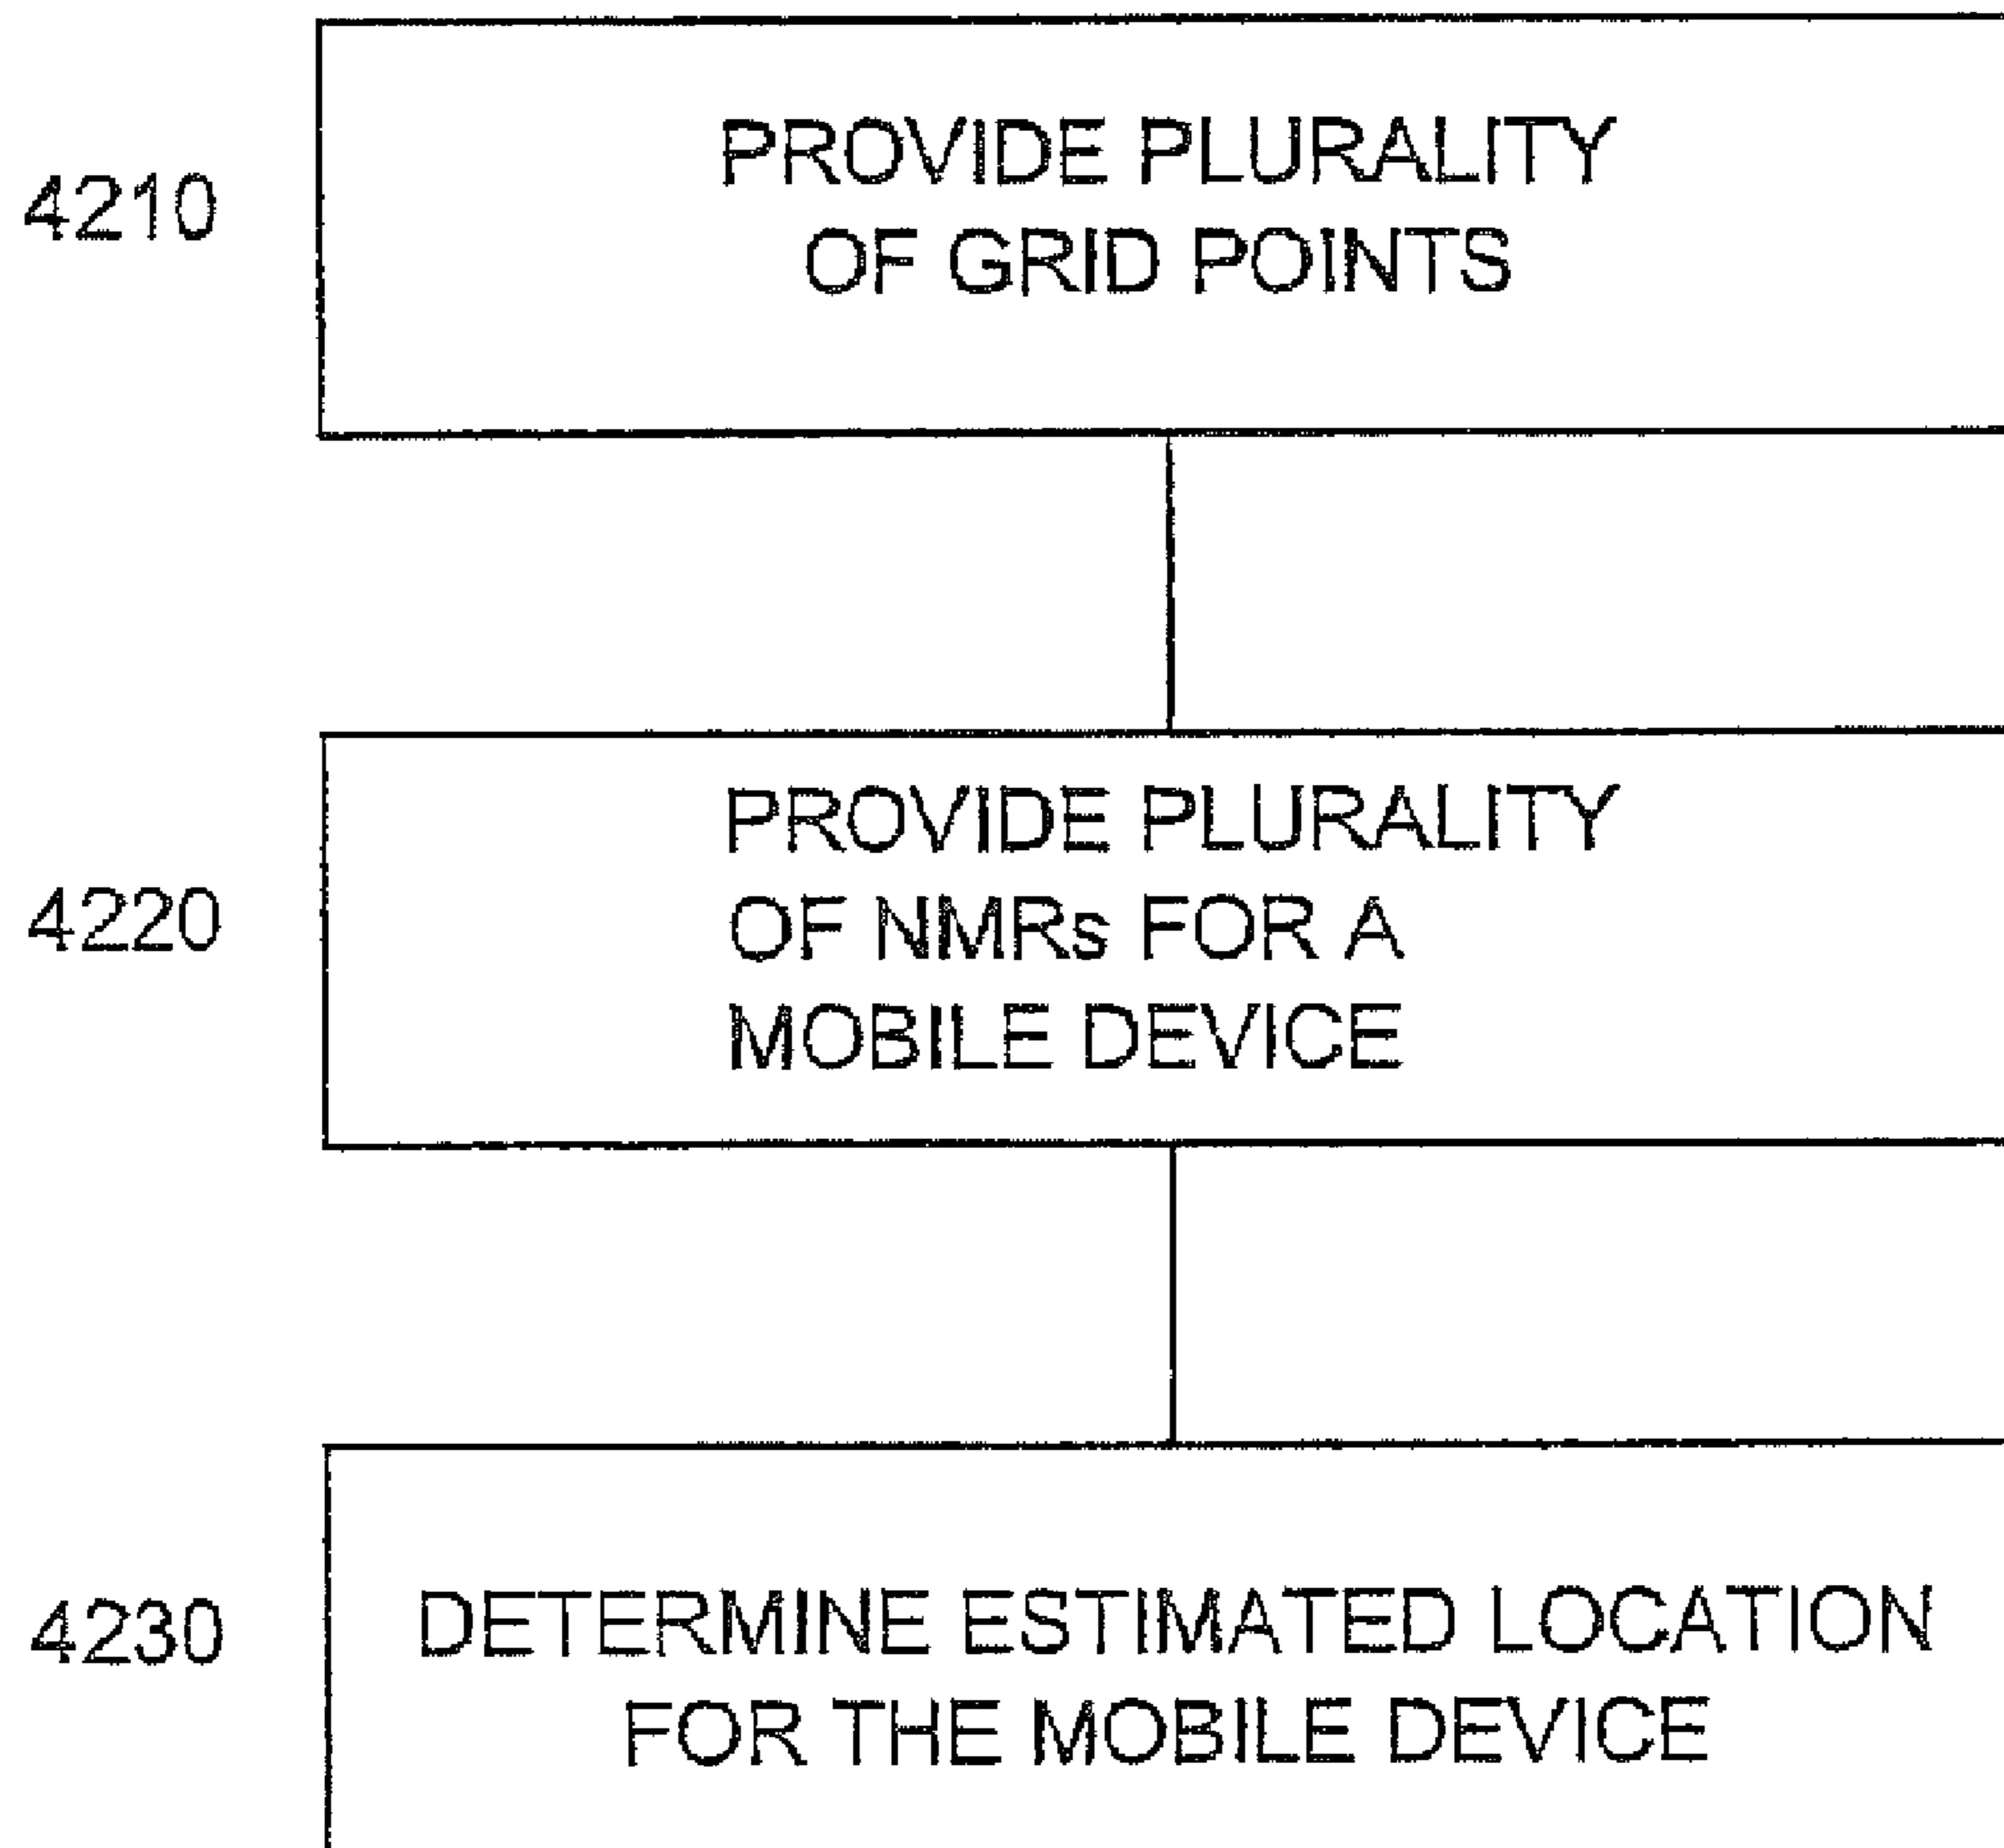 4210
PROVIDE PLURALITY
OF GRID POINTS
4220
PROVIDE PLURALITY
OF NMRs FOR A
MOBILE DEVICE
4230
DETERMINE ESTIMATED LOCATION
FOR THE MOBILE DEVICE